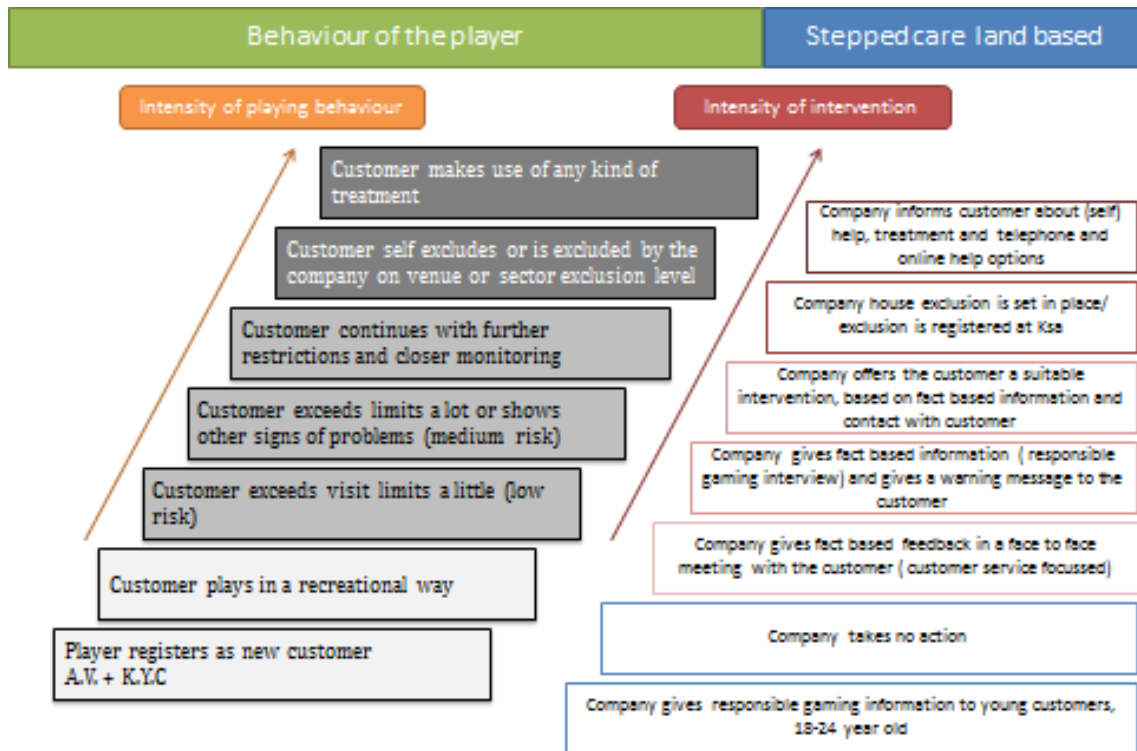 Behaviour of the player
Stepped care land based
Intensity of playing behaviour
Intensity of intervention
Customer makes use of any kind of
treatment
Customer self excludes or is excluded by the
company on venue or sector exclusion level
Customer continues with further
restrictions and closer monitoring
Customer exceeds limits a lot or shows
other signs of problems (medium risk)
Customer exceeds visit limits a little (low
risk)
Customer plays in a recreational way
Player registers as new customer
A.V. + K.Y.C
Company informs customer about (self)
help, treatment and telephone and
online help options
Company house exclusion is set in place/
exclusion is registered at Ksa
Company offers the customer a suitable
intervention, based on fact based information and
contact with customer
Company gives fact based information ( responsible
gaming interview) and gives a warning message to the
customer
Company gives fact based feedback in a face to face
meeting with the customer ( customer service focussed)
Company takes no action
Company gives responsible gaming information to young customers,
18-24 year old